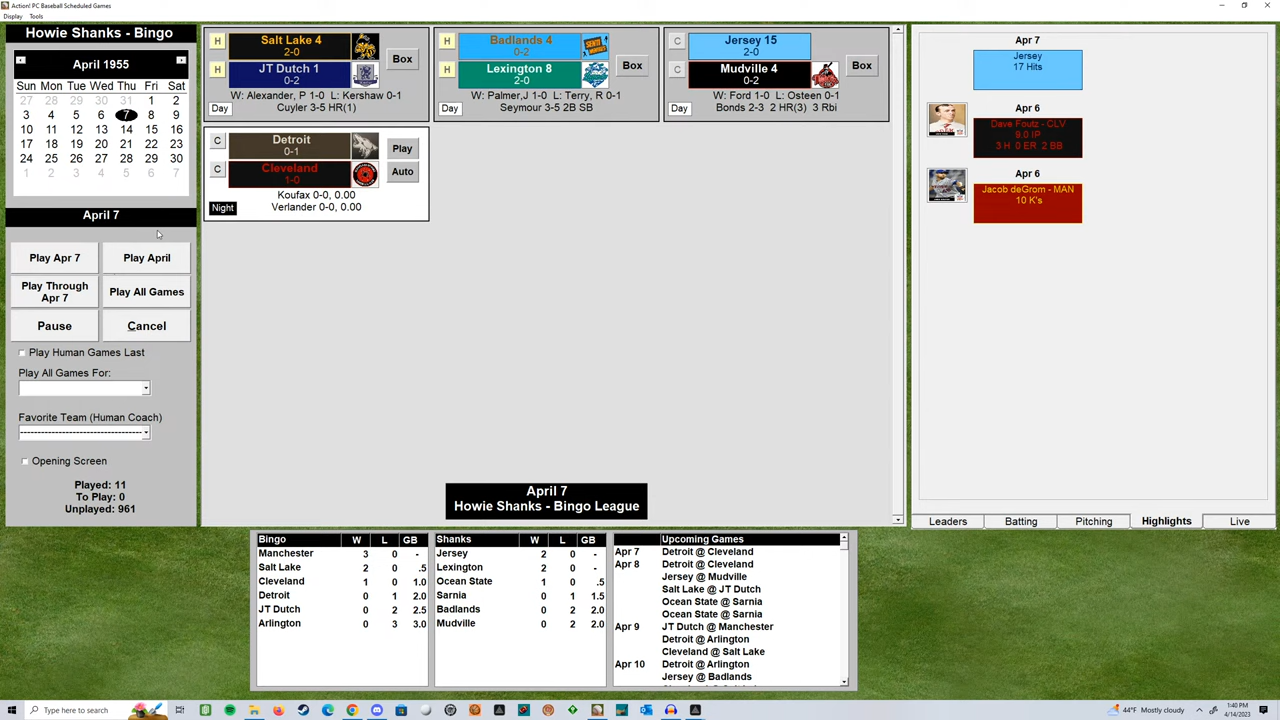 Action! PC Baseball Scheduled Games
Display Tools
Howie Shanks - Bingo
April 1955
Sun Mon Tue Wed Thu Fri Sat
27 28 29 30 31 1 2
3 4 5 6 7 8 9
10 11 12 13 14 15 16
17 18 19 20 21 22 23
24 25 26 27 28 29 30
1 2 3 4 5 6 7
April 7
Play Apr 7 Play April
Play Through Apr 7 Play All Games
Pause Cancel
Play Human Games Last
Play All Games For:
Favorite Team (Human Coach)
Opening Screen
Played: 11
To Play: 0
Unplayed: 961
H Salt Lake 4
2-0
H JT Dutch 1
0-2
Box
W: Alexander, P 1-0 L: Kershaw 0-1
Day Cuyler 3-5 HR(1)
H Badlands 4
0-2
H Lexington 8
2-0
Box
W: Palmer,J 1-0 L: Terry, R 0-1
Day Seymour 3-5 2B SB
C Jersey 15
2-0
C Mudville 4
0-2
Box
W: Ford 1-0 L: Osteen 0-1
Day Bonds 2-3 2 HR(3) 3 Rbi
C Detroit
0-1
Play
C Cleveland
1-0
Auto
Koufax 0-0, 0.00
Night Verlander 0-0, 0.00
April 7
Howie Shanks - Bingo League
Apr 7
Jersey
17 Hits
Apr 6
Dave Foutz - CLV
9.0 IP
3 H 0 ER 2 BB
Apr 6
Jacob deGrom - MAN
10 K's
Leaders Batting Pitching Highlights Live
Bingo W L GB
Manchester 3 0 -
Salt Lake 2 0 .5
Cleveland 1 0 1.0
Detroit 0 1 2.0
JT Dutch 0 2 2.5
Arlington 0 3 3.0
Shanks W L GB
Jersey 2 0 -
Lexington 2 0 -
Ocean State 1 0 .5
Sarnia 0 1 1.5
Badlands 0 2 2.0
Mudville 0 2 2.0
Upcoming Games
Apr 7 Detroit @ Cleveland
Apr 8 Detroit @ Cleveland
Jersey @ Mudville
Salt Lake @ JT Dutch
Ocean State @ Sarnia
Ocean State @ Sarnia
Apr 9 JT Dutch @ Manchester
Detroit @ Arlington
Cleveland @ Salt Lake
Apr 10 Detroit @ Arlington
Jersey @ Badlands
Type here to search
44°F Mostly cloudy
1:40 PM
4/14/2023